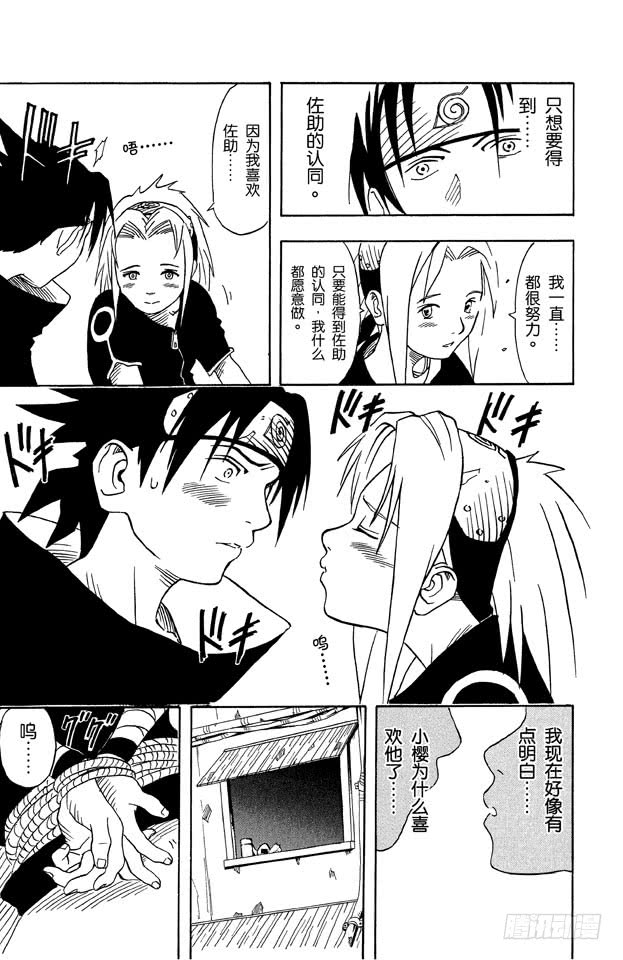 只想要得
到……
佐助的认同。
因为我喜欢
佐助……
唔……
我一直……
都很努力。
只要能得到佐助
的认同，我什么
都愿意做。
ドキ
ドキ
ドキ
ドキ
呜……
我现在好像有
点明白……
小樱为什么喜
欢他了……
グググ
呜……
腾讯动漫